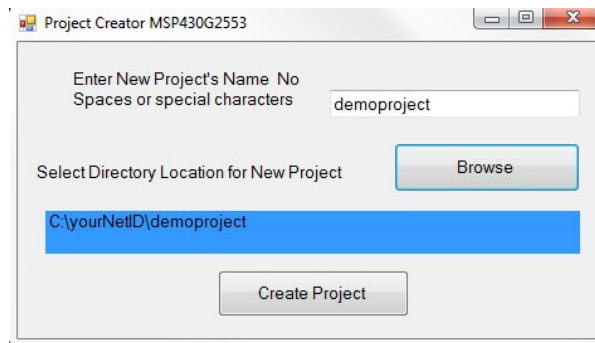 Project Creator MSP430G2553
Enter New Project's Name No
Spaces or special characters
demoproject
Select Directory Location for New Project
Browse
C:\yourNetID\demoproject
Create Project